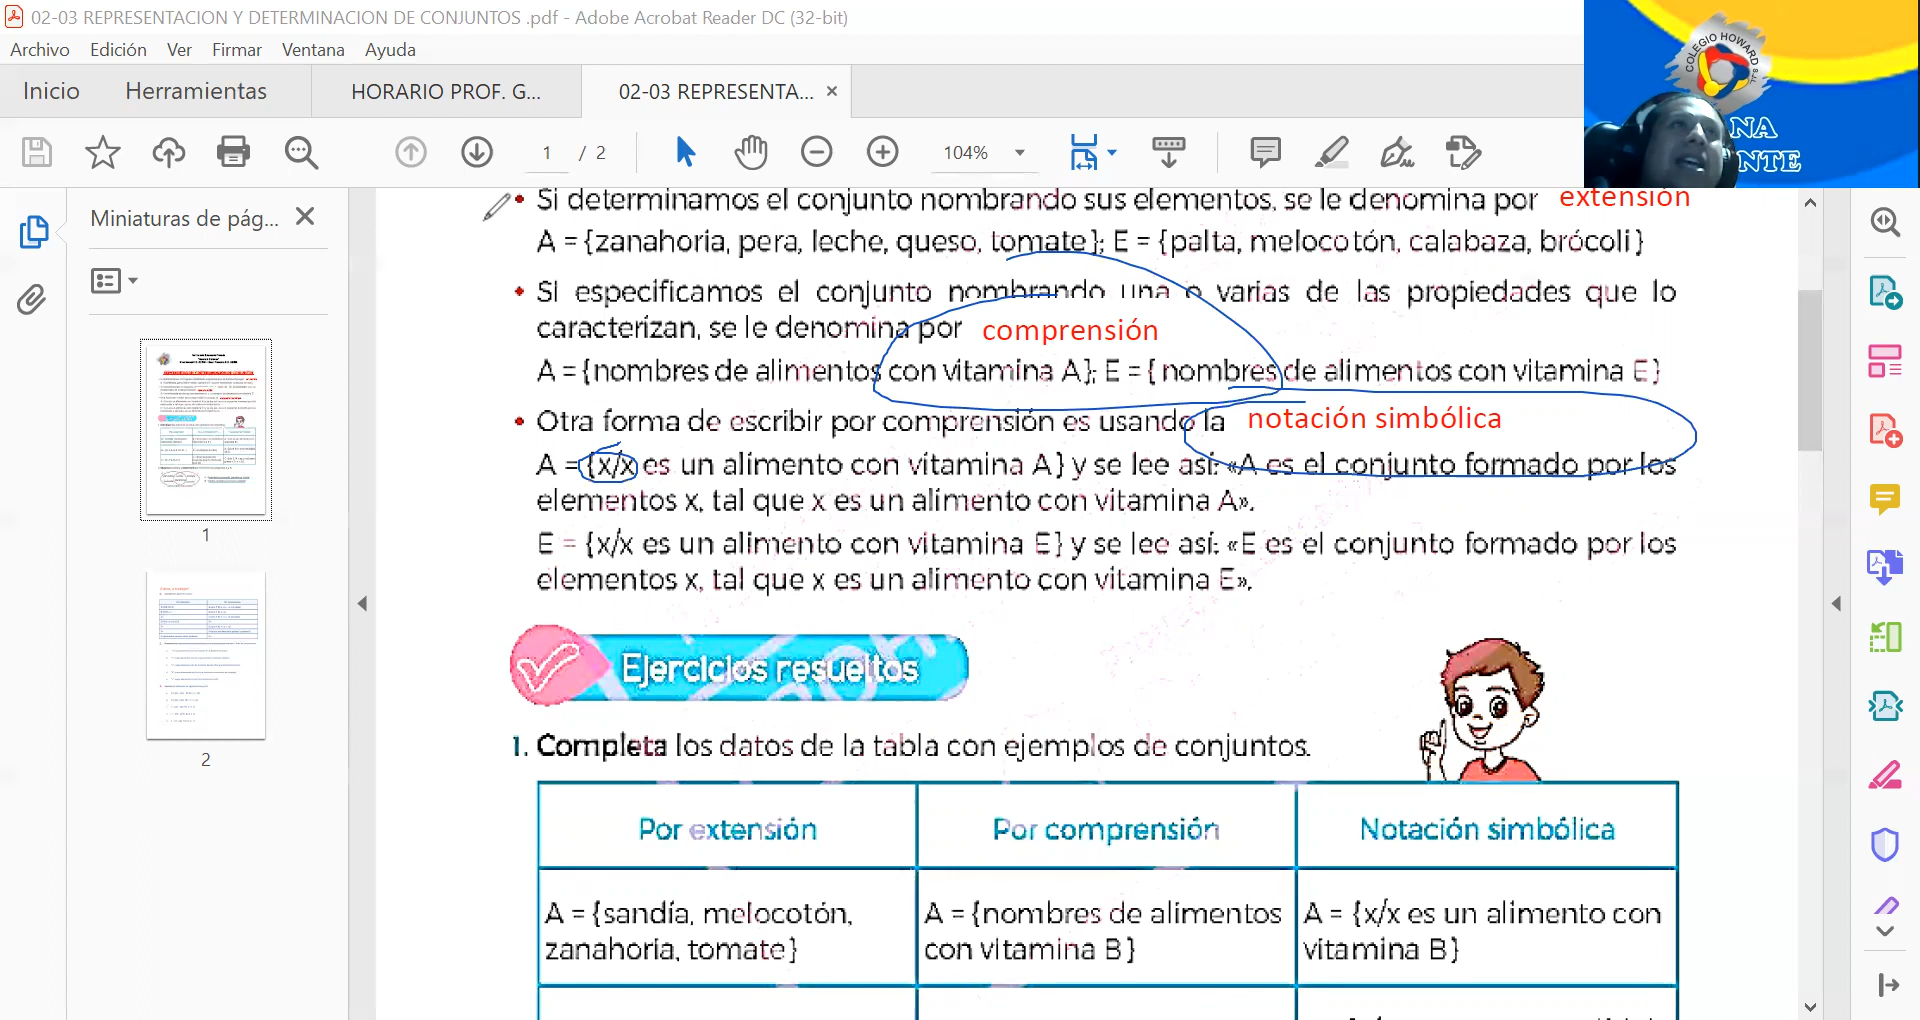 02-03 REPRESENTACION Y DETERMINACION DE CONJUNTOS .pdf - Adobe Acrobat Reader DC (32-bit)
Archivo Edición Ver Firmar Ventana Ayuda
Inicio Herramientas HORARIO PROF. G... 02-03 REPRESENTA... ×
1 / 2 104%
COLEGIO HOWARD S.R.L.
NA
NTE
Miniaturas de pág...
1
2
• Si determinamos el conjunto nombrando sus elementos, se le denomina por extensión
A = {zanahoria, pera, leche, queso, tomate}; E = {palta, melocotón, calabaza, brócoli}
• Si especificamos el conjunto nombrando una o varias de las propiedades que lo
caracterizan, se le denomina por comprensión
A = {nombres de alimentos con vitamina A}; E = {nombres de alimentos con vitamina E}
• Otra forma de escribir por comprensión es usando la notación simbólica
A = {x/x es un alimento con vitamina A} y se lee así: «A es el conjunto formado por los
elementos x, tal que x es un alimento con vitamina A».
E = {x/x es un alimento con vitamina E} y se lee así: «E es el conjunto formado por los
elementos x, tal que x es un alimento con vitamina E».
Ejercicios resueltos
1. Completa los datos de la tabla con ejemplos de conjuntos.
Por extensión Por comprensión Notación simbólica
A = {sandía, melocotón, A = {nombres de alimentos A = {x/x es un alimento con
zanahoria, tomate} con vitamina B} vitamina B}